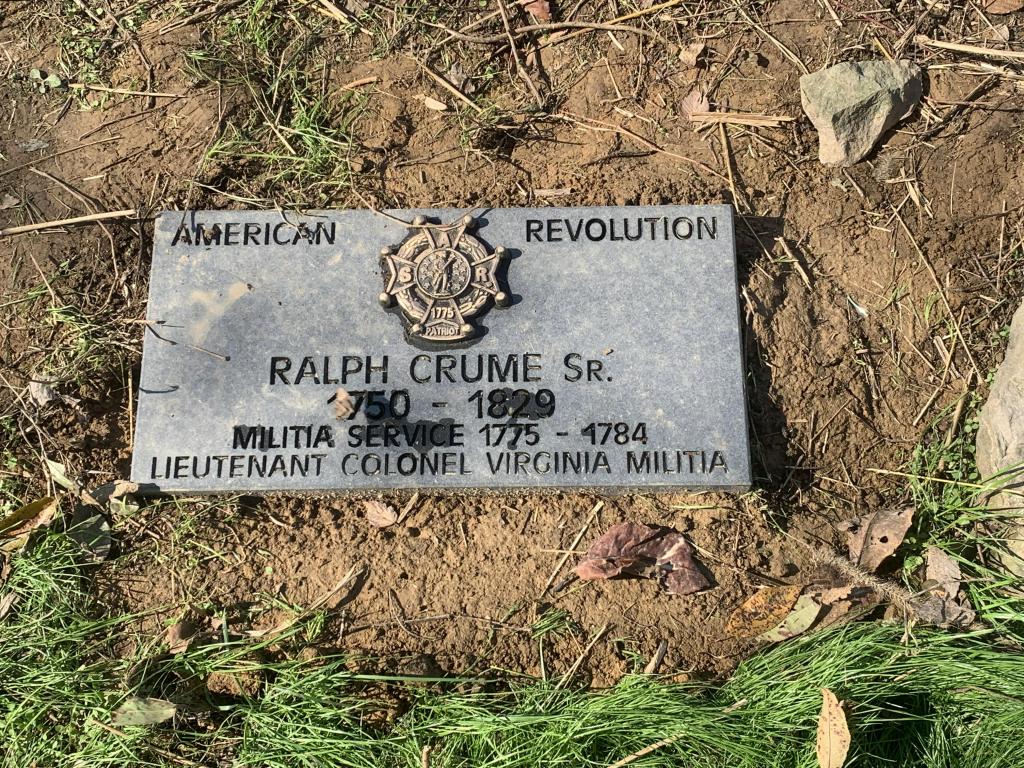 AMERICAN REVOLUTION
S A R
1775
PATRIOT
RALPH CRUME SR.
1750 - 1829
MILITIA SERVICE 1775 - 1784
LIEUTENANT COLONEL VIRGINIA MILITIA